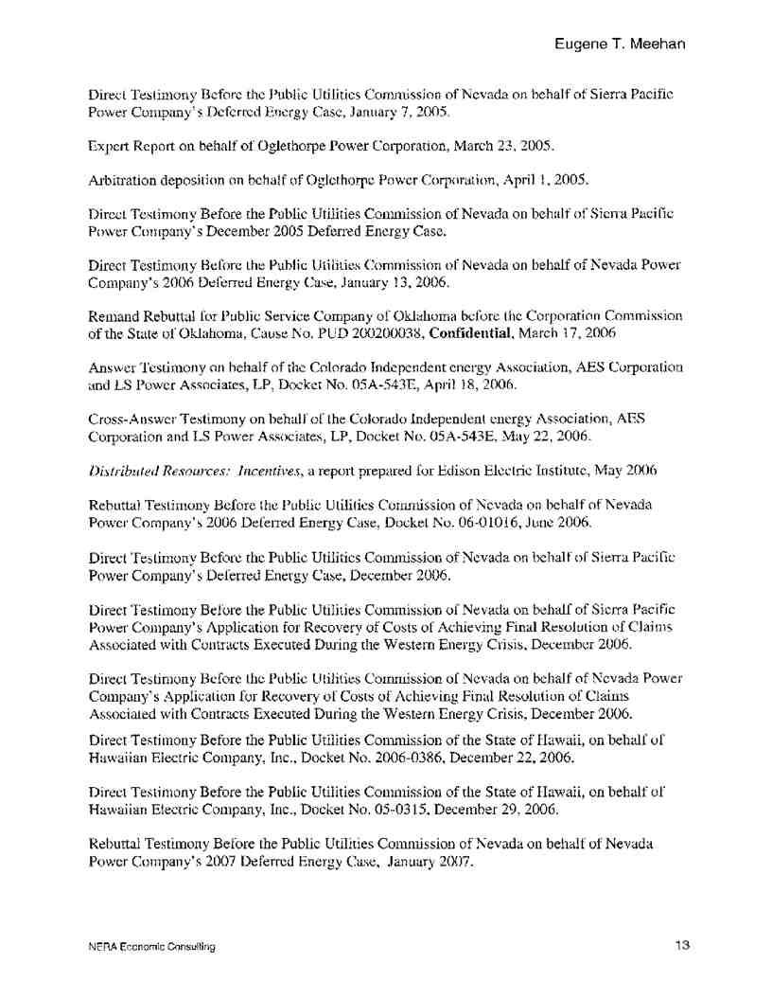 Eugene T. Meehan
Direct Testimony Before the Public Utilities Commission of Nevada on behalf of Sierra Pacific
Power Company's Deferred Energy Case, January 7, 2005.
Expert Report on behalf of Oglethorpe Power Corporation, March 23, 2005.
Arbitration deposition on behalf of Oglethorpe Power Corporation, April 1, 2005.
Direct Testimony Before the Public Utilities Commission of Nevada on behalf of Sierra Pacific
Power Company's December 2005 Deferred Energy Case.
Direct Testimony Before the Public Utilities Commission of Nevada on behalf of Nevada Power
Company's 2006 Deferred Energy Case, January 13, 2006.
Remand Rebuttal for Public Service Company of Oklahoma before the Corporation Commission
of the State of Oklahoma, Cause No. PUD 200200038, Confidential, March 17, 2006
Answer Testimony on behalf of the Colorado Independent energy Association, AES Corporation
and LS Power Associates, LP, Docket No. 05A-543E, April 18, 2006.
Cross-Answer Testimony on behalf of the Colorado Independent energy Association, AES
Corporation and LS Power Associates, LP, Docket No. 05A-543E, May 22, 2006.
Distributed Resources: Incentives, a report prepared for Edison Electric Institute, May 2006
Rebuttal Testimony Before the Public Utilities Commission of Nevada on behalf of Nevada
Power Company's 2006 Deferred Energy Case, Docket No. 06-01016, June 2006.
Direct Testimony Before the Public Utilities Commission of Nevada on behalf of Sierra Pacific
Power Company's Deferred Energy Case, December 2006.
Direct Testimony Before the Public Utilities Commission of Nevada on behalf of Sierra Pacific
Power Company's Application for Recovery of Costs of Achieving Final Resolution of Claims
Associated with Contracts Executed During the Western Energy Crisis, December 2006.
Direct Testimony Before the Public Utilities Commission of Nevada on behalf of Nevada Power
Company's Application for Recovery of Costs of Achieving Final Resolution of Claims
Associated with Contracts Executed During the Western Energy Crisis, December 2006.
Direct Testimony Before the Public Utilities Commission of the State of Hawaii, on behalf of
Hawaiian Electric Company, Inc., Docket No. 2006-0386, December 22, 2006.
Direct Testimony Before the Public Utilities Commission of the State of Hawaii, on behalf of
Hawaiian Electric Company, Inc., Docket No. 05-0315, December 29, 2006.
Rebuttal Testimony Before the Public Utilities Commission of Nevada on behalf of Nevada
Power Company's 2007 Deferred Energy Case, January 2007.
NERA Economic Consulting
13